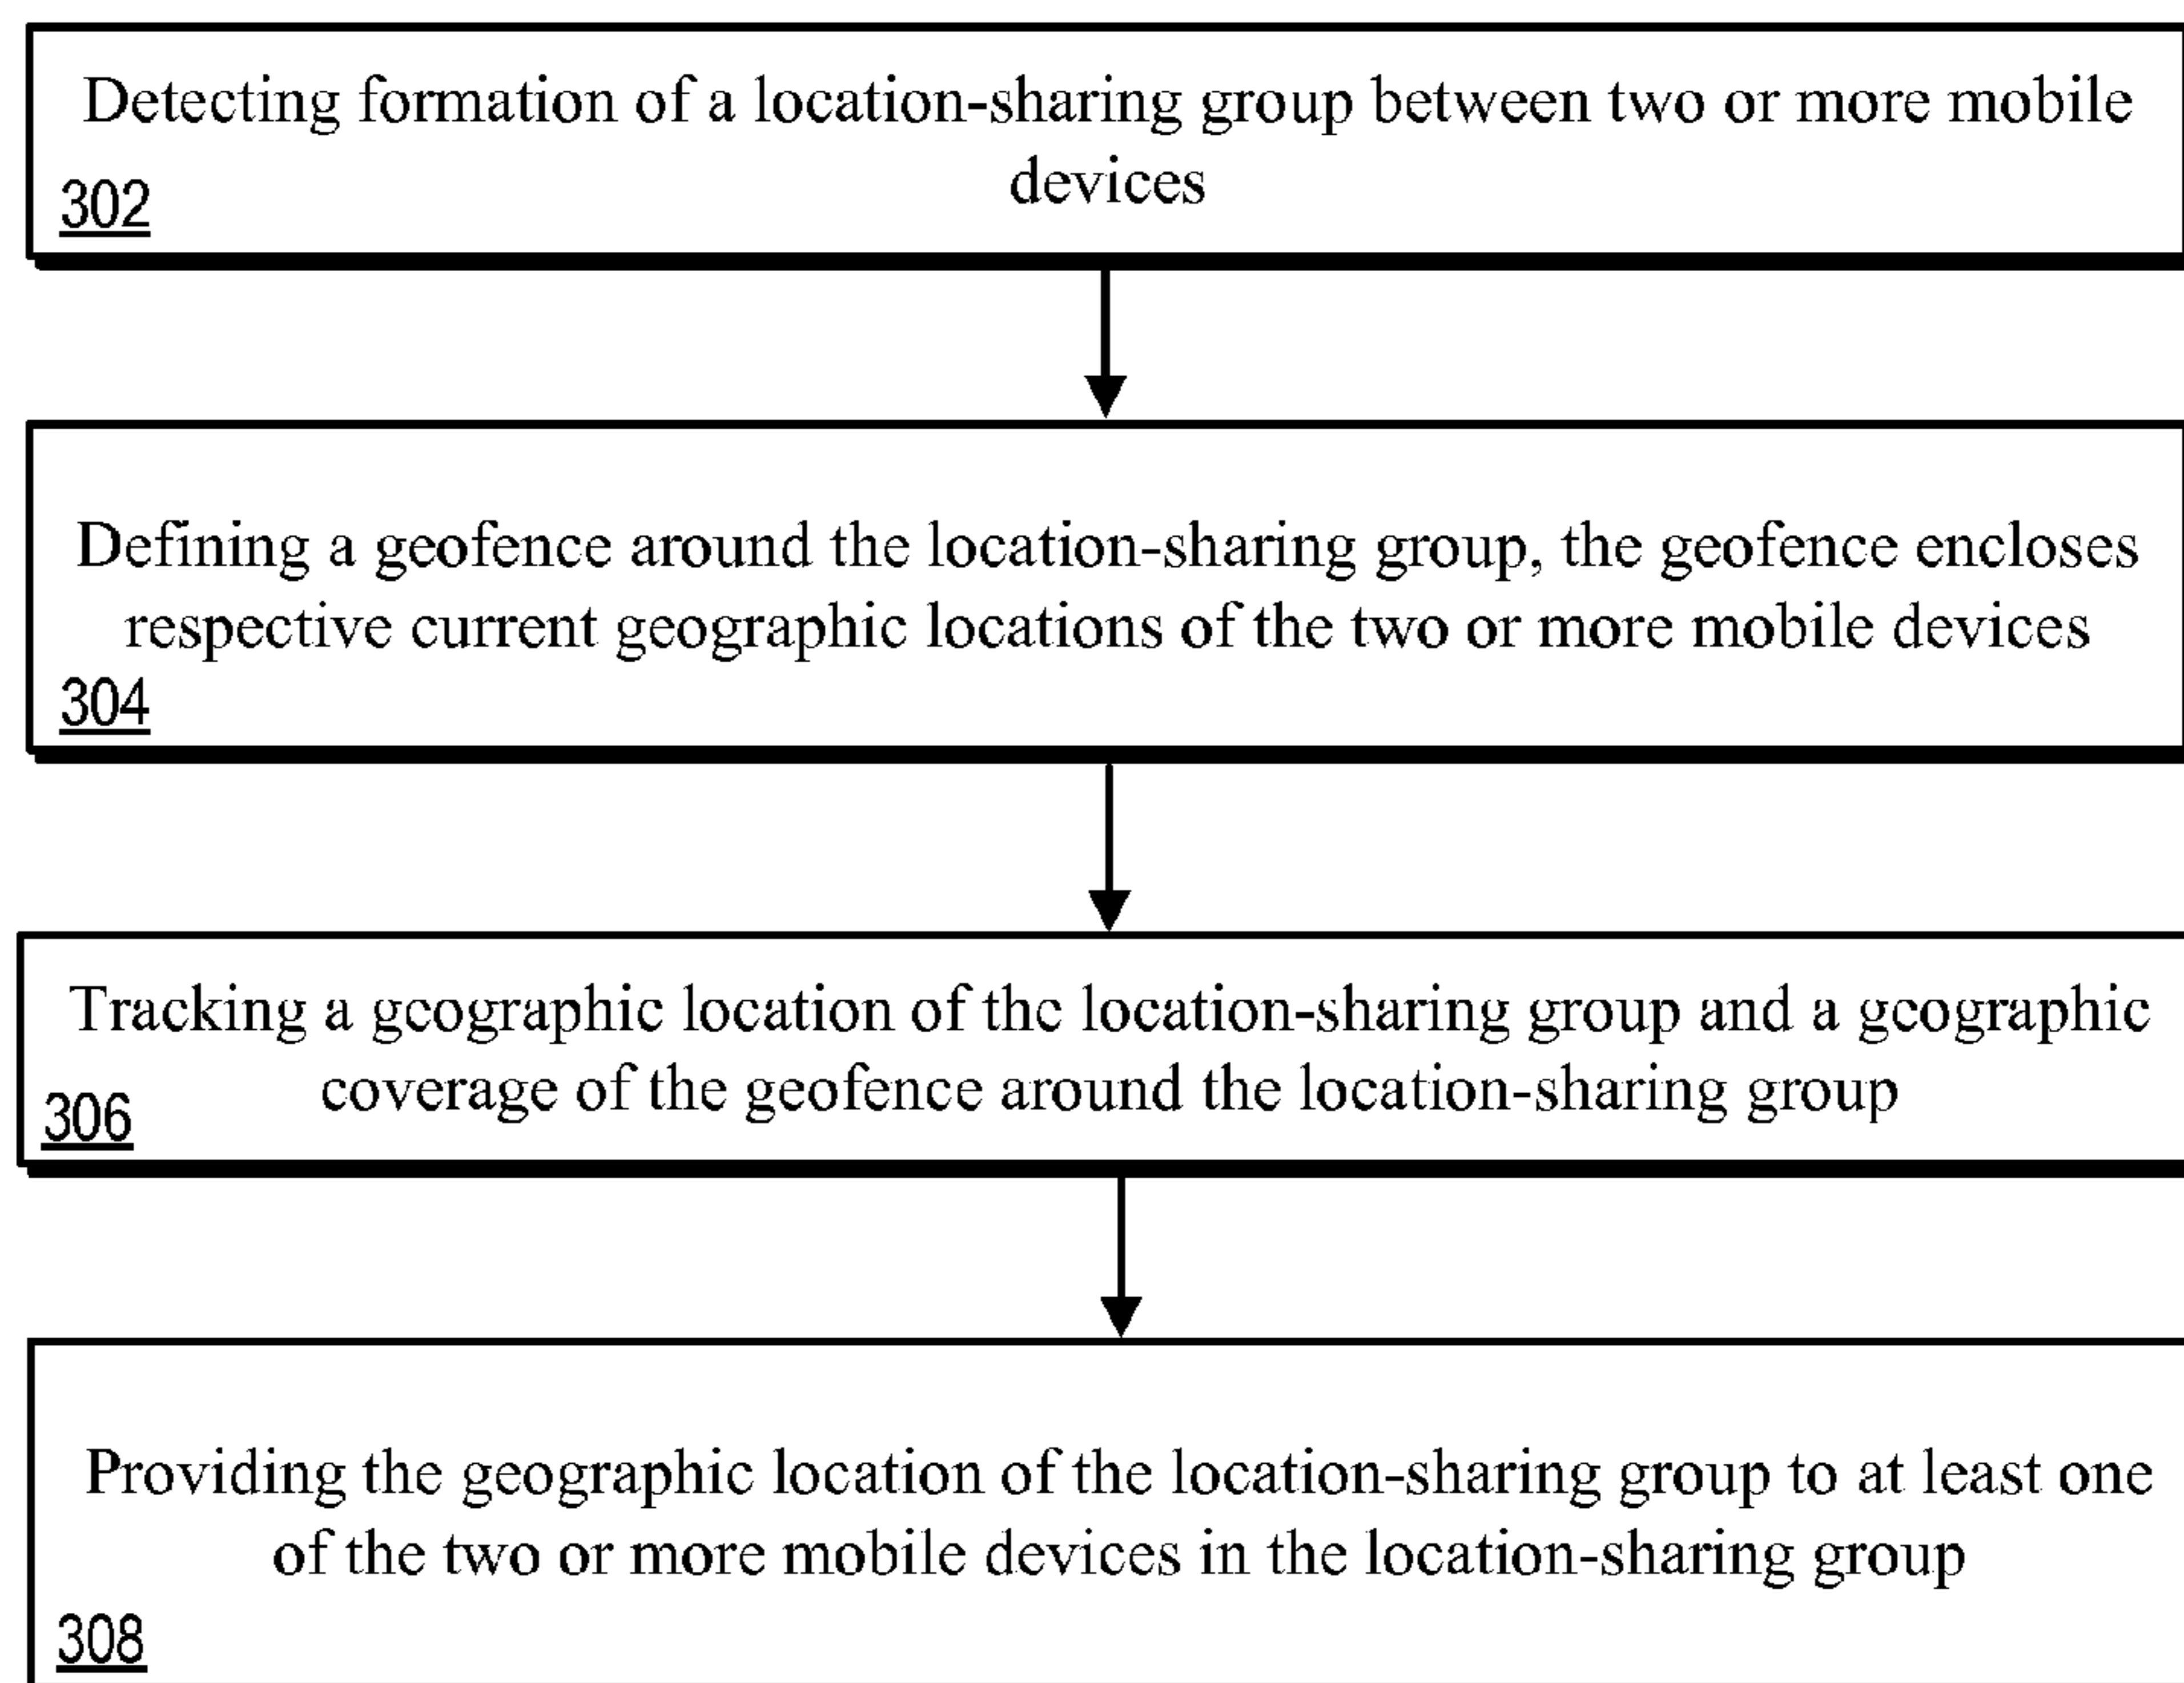 Detecting formation of a location-sharing group between two or more mobile
devices
302
Defining a geofence around the location-sharing group, the geofence encloses
respective current geographic locations of the two or more mobile devices
304
Tracking a geographic location of the location-sharing group and a geographic
coverage of the geofence around the location-sharing group
306
Providing the geographic location of the location-sharing group to at least one
of the two or more mobile devices in the location-sharing group
308